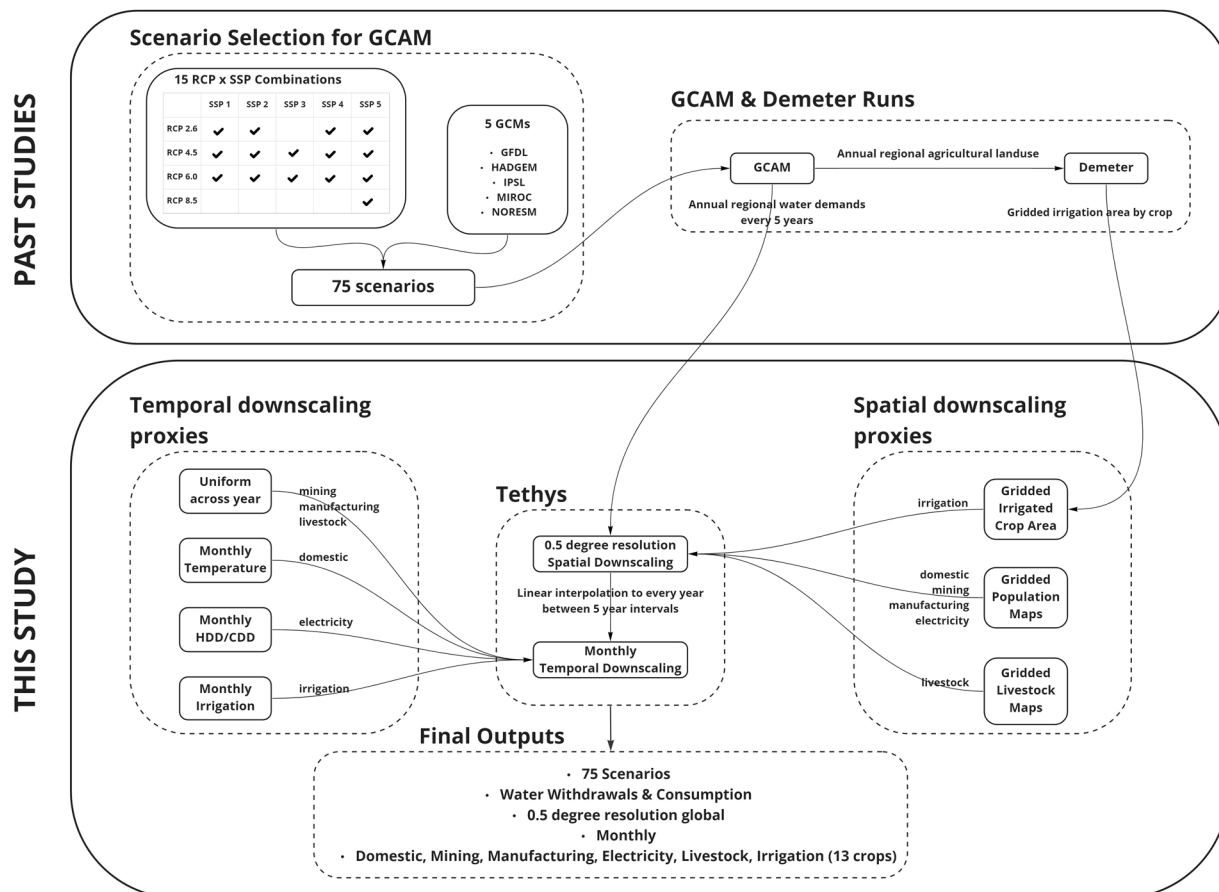 PAST STUDIES
Scenario Selection for GCAM
15 RCP x SSP Combinations
SSP 1 SSP 2 SSP 3 SSP 4 SSP 5
RCP 2.6 ✔ ✔ ✔ ✔
RCP 4.5 ✔ ✔ ✔ ✔ ✔
RCP 6.0 ✔ ✔ ✔ ✔ ✔
RCP 8.5 ✔
5 GCMs
• GFDL
• HADGEM
• IPSL
• MIROC
• NORESM
75 scenarios
GCAM & Demeter Runs
GCAM
Annual regional agricultural landuse
Demeter
Annual regional water demands
every 5 years
Gridded irrigation area by crop
THIS STUDY
Temporal downscaling
proxies
Uniform
across year
mining
manufacturing
livestock
Monthly
Temperature
domestic
Monthly
HDD/CDD
electricity
Monthly
Irrigation
irrigation
Tethys
0.5 degree resolution
Spatial Downscaling
Linear interpolation to every year
between 5 year intervals
Monthly
Temporal Downscaling
Spatial downscaling
proxies
irrigation
Gridded
Irrigated
Crop Area
domestic
mining
manufacturing
electricity
Gridded
Population
Maps
livestock
Gridded
Livestock
Maps
Final Outputs
• 75 Scenarios
• Water Withdrawals & Consumption
• 0.5 degree resolution global
• Monthly
• Domestic, Mining, Manufacturing, Electricity, Livestock, Irrigation (13 crops)